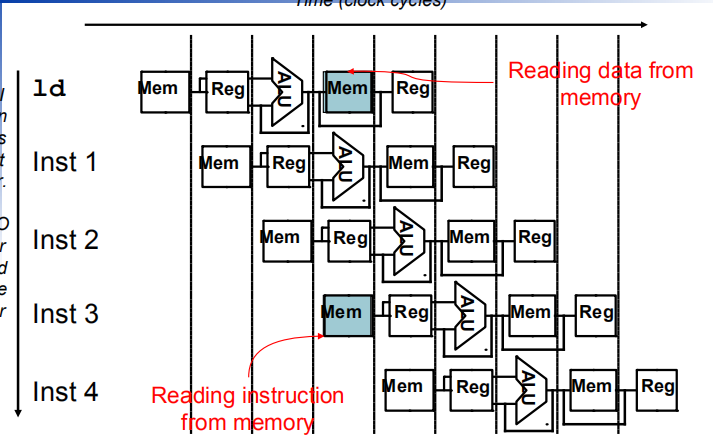 Time (clock cycles)
Reading data from
memory
ld Mem Reg ALU Mem Reg
Inst 1 Mem Reg ALU Mem Reg
Inst 2 Mem Reg ALU Mem Reg
Inst 3 Mem Reg ALU Mem Reg
Inst 4 Mem Reg ALU Mem Reg
Reading instruction
from memory
I
n
s
t
r.
O
r
d
e
r